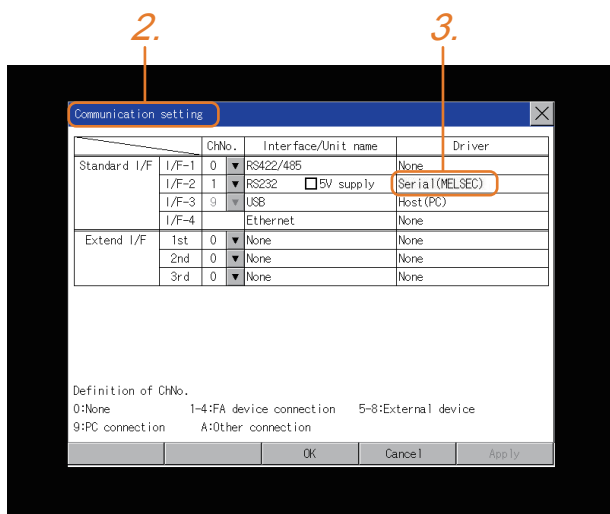 2. 3.
Communication setting
ChNo. Interface/Unit name Driver
Standard I/F I/F-1 0 RS422/485 None
I/F-2 1 RS232 5V supply Serial(MELSEC)
I/F-3 9 USB Host(PC)
I/F-4 Ethernet None
Extend I/F 1st 0 None None
2nd 0 None None
3rd 0 None None
Definition of ChNo.
0:None 1-4:FA device connection 5-8:External device
9:PC connection A:Other connection
OK Cancel Apply